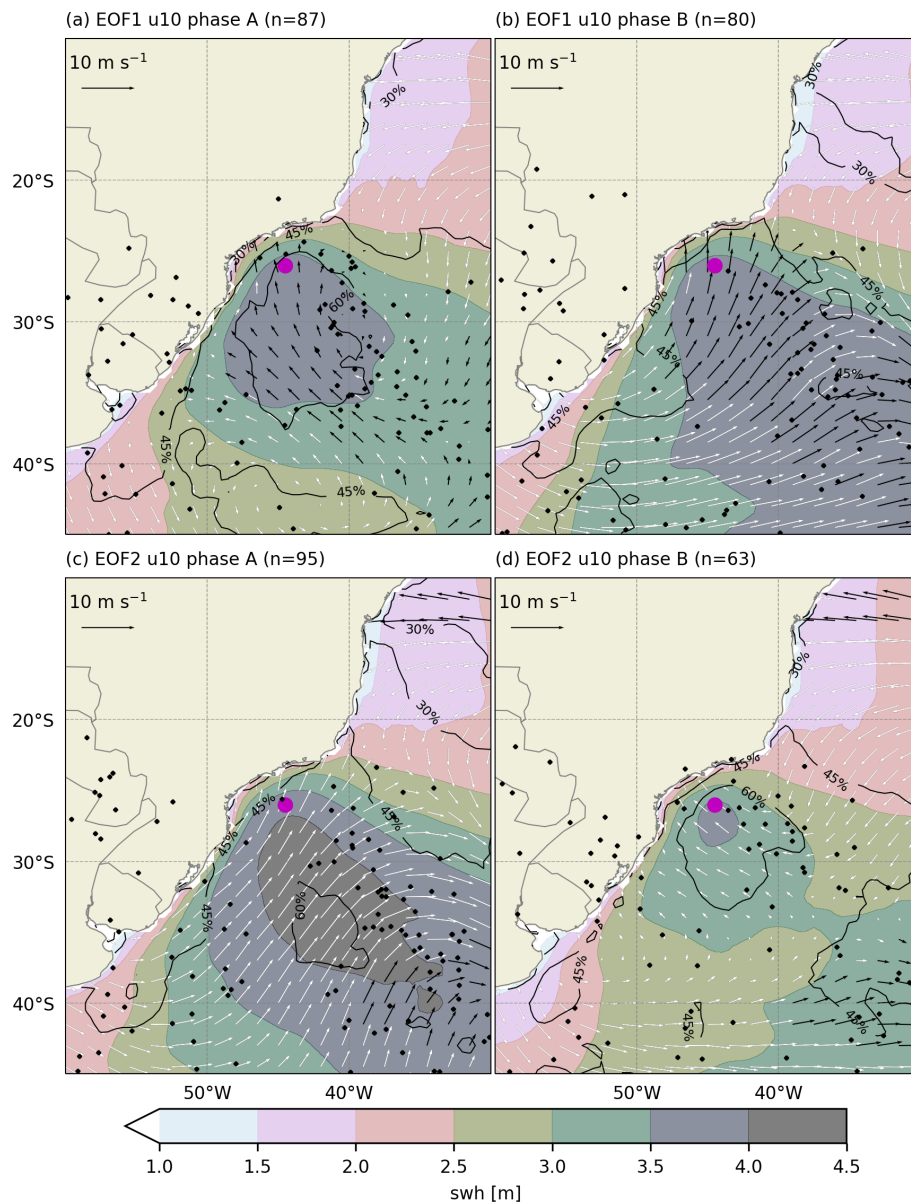 (a) EOF1 u10 phase A (n=87)
(b) EOF1 u10 phase B (n=80)
10 m s⁻¹
10 m s⁻¹
30%
30%
30%
20°S
45%
30%
45%
60%
45%
30°S
45%
45%
45%
45%
40°S
45%
(c) EOF2 u10 phase A (n=95)
(d) EOF2 u10 phase B (n=63)
10 m s⁻¹
10 m s⁻¹
30%
30%
30%
20°S
45%
45%
45%
60%
45%
45%
30°S
60%
45%
45%
40°S
45%
45%
50°W
40°W
50°W
40°W
1.0
1.5
2.0
2.5
3.0
3.5
4.0
4.5
swh [m]